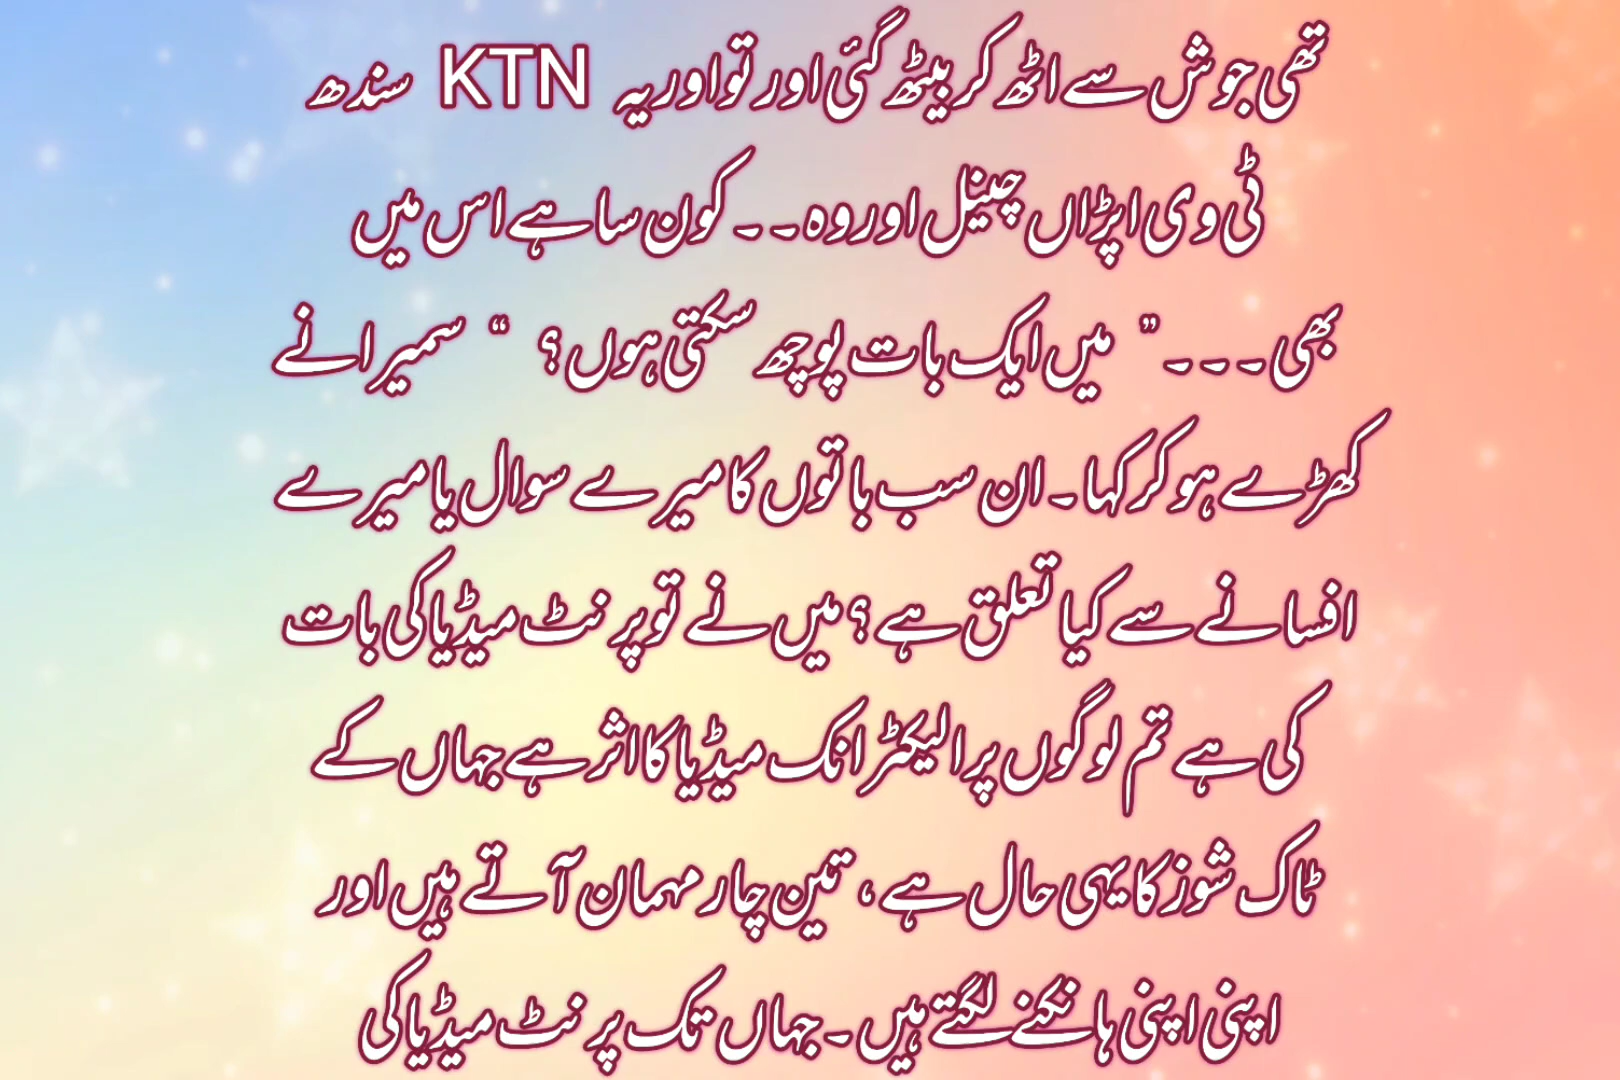 تھی جوش سے اٹھ کر بیٹھ گئی اور تو اور یہ KTN سندھ
ٹی وی اپڑاں چینیل اور وہ۔۔ کون سا ہے اس میں
بھی۔۔۔” میں ایک بات پوچھ سکتی ہوں؟ “ سمیرا نے
کھڑے ہو کر کہا۔ ان سب باتوں کا میرے سوال یا میرے
افسانے سے کیا تعلق ہے؟ میں نے تو پرنٹ میڈیا کی بات
کی ہے تم لوگوں پر الیکٹرانک میڈیا کا اثر ہے جہاں کے
ٹاک شوز کا یہی حال ہے، تین چار مہمان آتے ہیں اور
اپنی اپنی ہانکنے لگتے ہیں۔ جہاں تک پرنٹ میڈیا کی